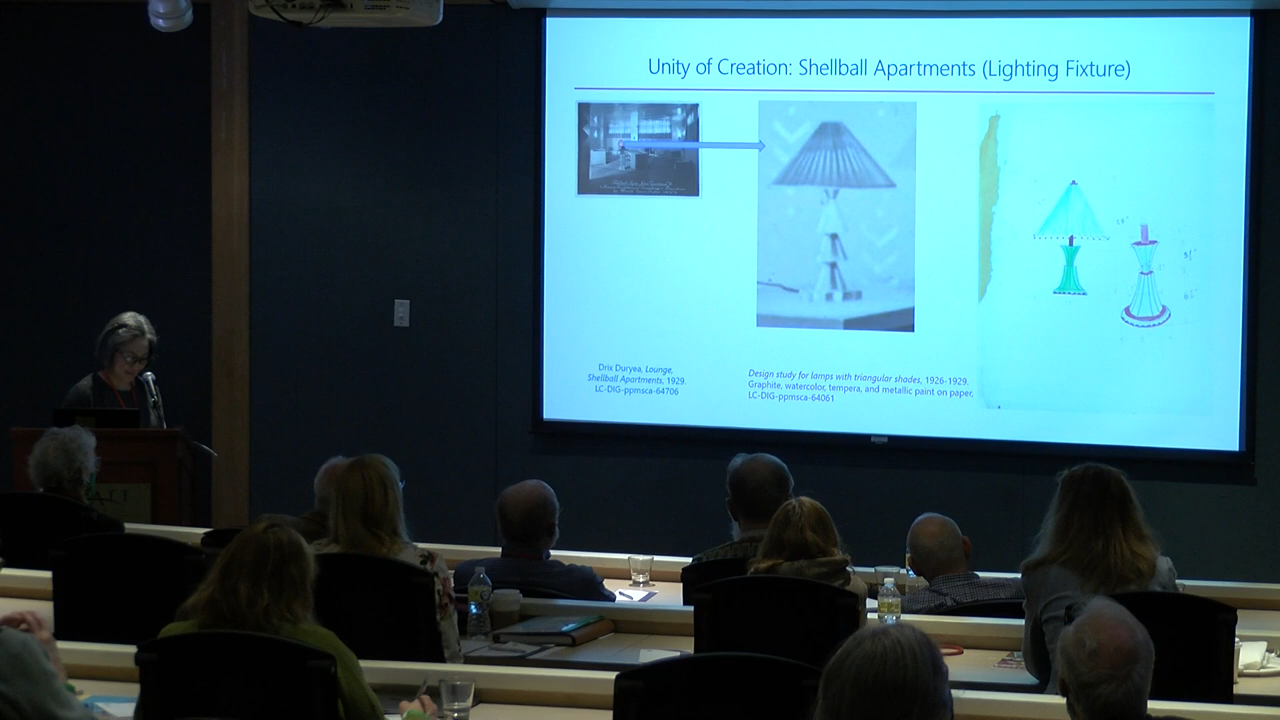 Unity of Creation: Shellball Apartments (Lighting Fixture)
Drix Duryea, Lounge,
Shellball Apartments, 1929.
LC-DIG-ppmsca-64706
Design study for lamps with triangular shades, 1926-1929.
Graphite, watercolor, tempera, and metallic paint on paper,
LC-DIG-ppmsca-64061